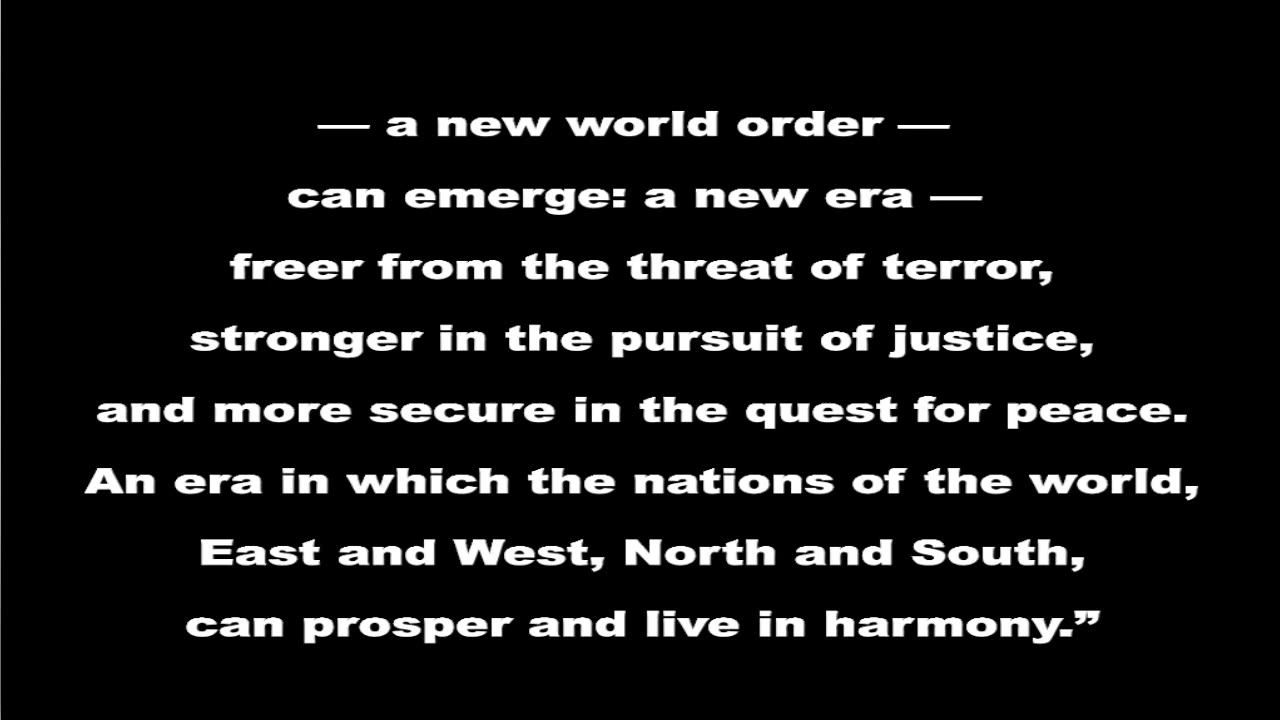 — a new world order —
can emerge: a new era —
freer from the threat of terror,
stronger in the pursuit of justice,
and more secure in the quest for peace.
An era in which the nations of the world,
East and West, North and South,
can prosper and live in harmony.”